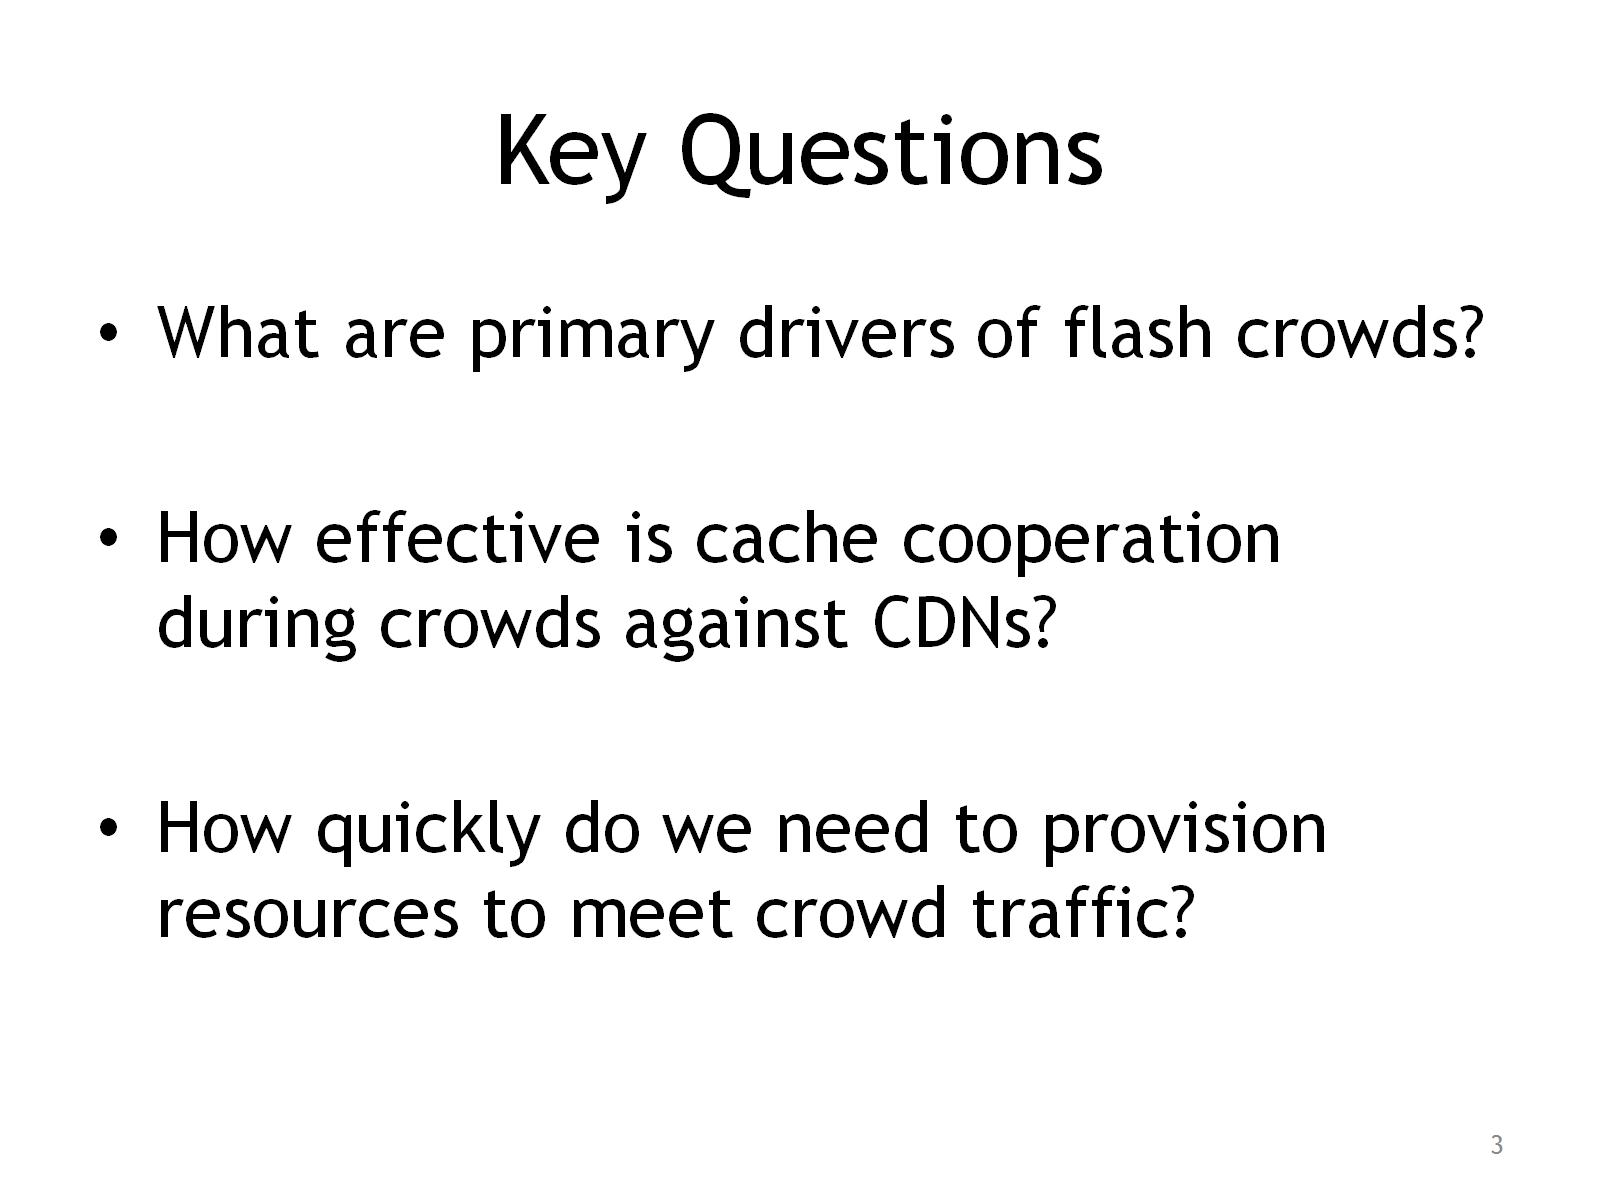 Key Questions
• What are primary drivers of flash crowds?
• How effective is cache cooperation
during crowds against CDNs?
• How quickly do we need to provision
resources to meet crowd traffic?
3